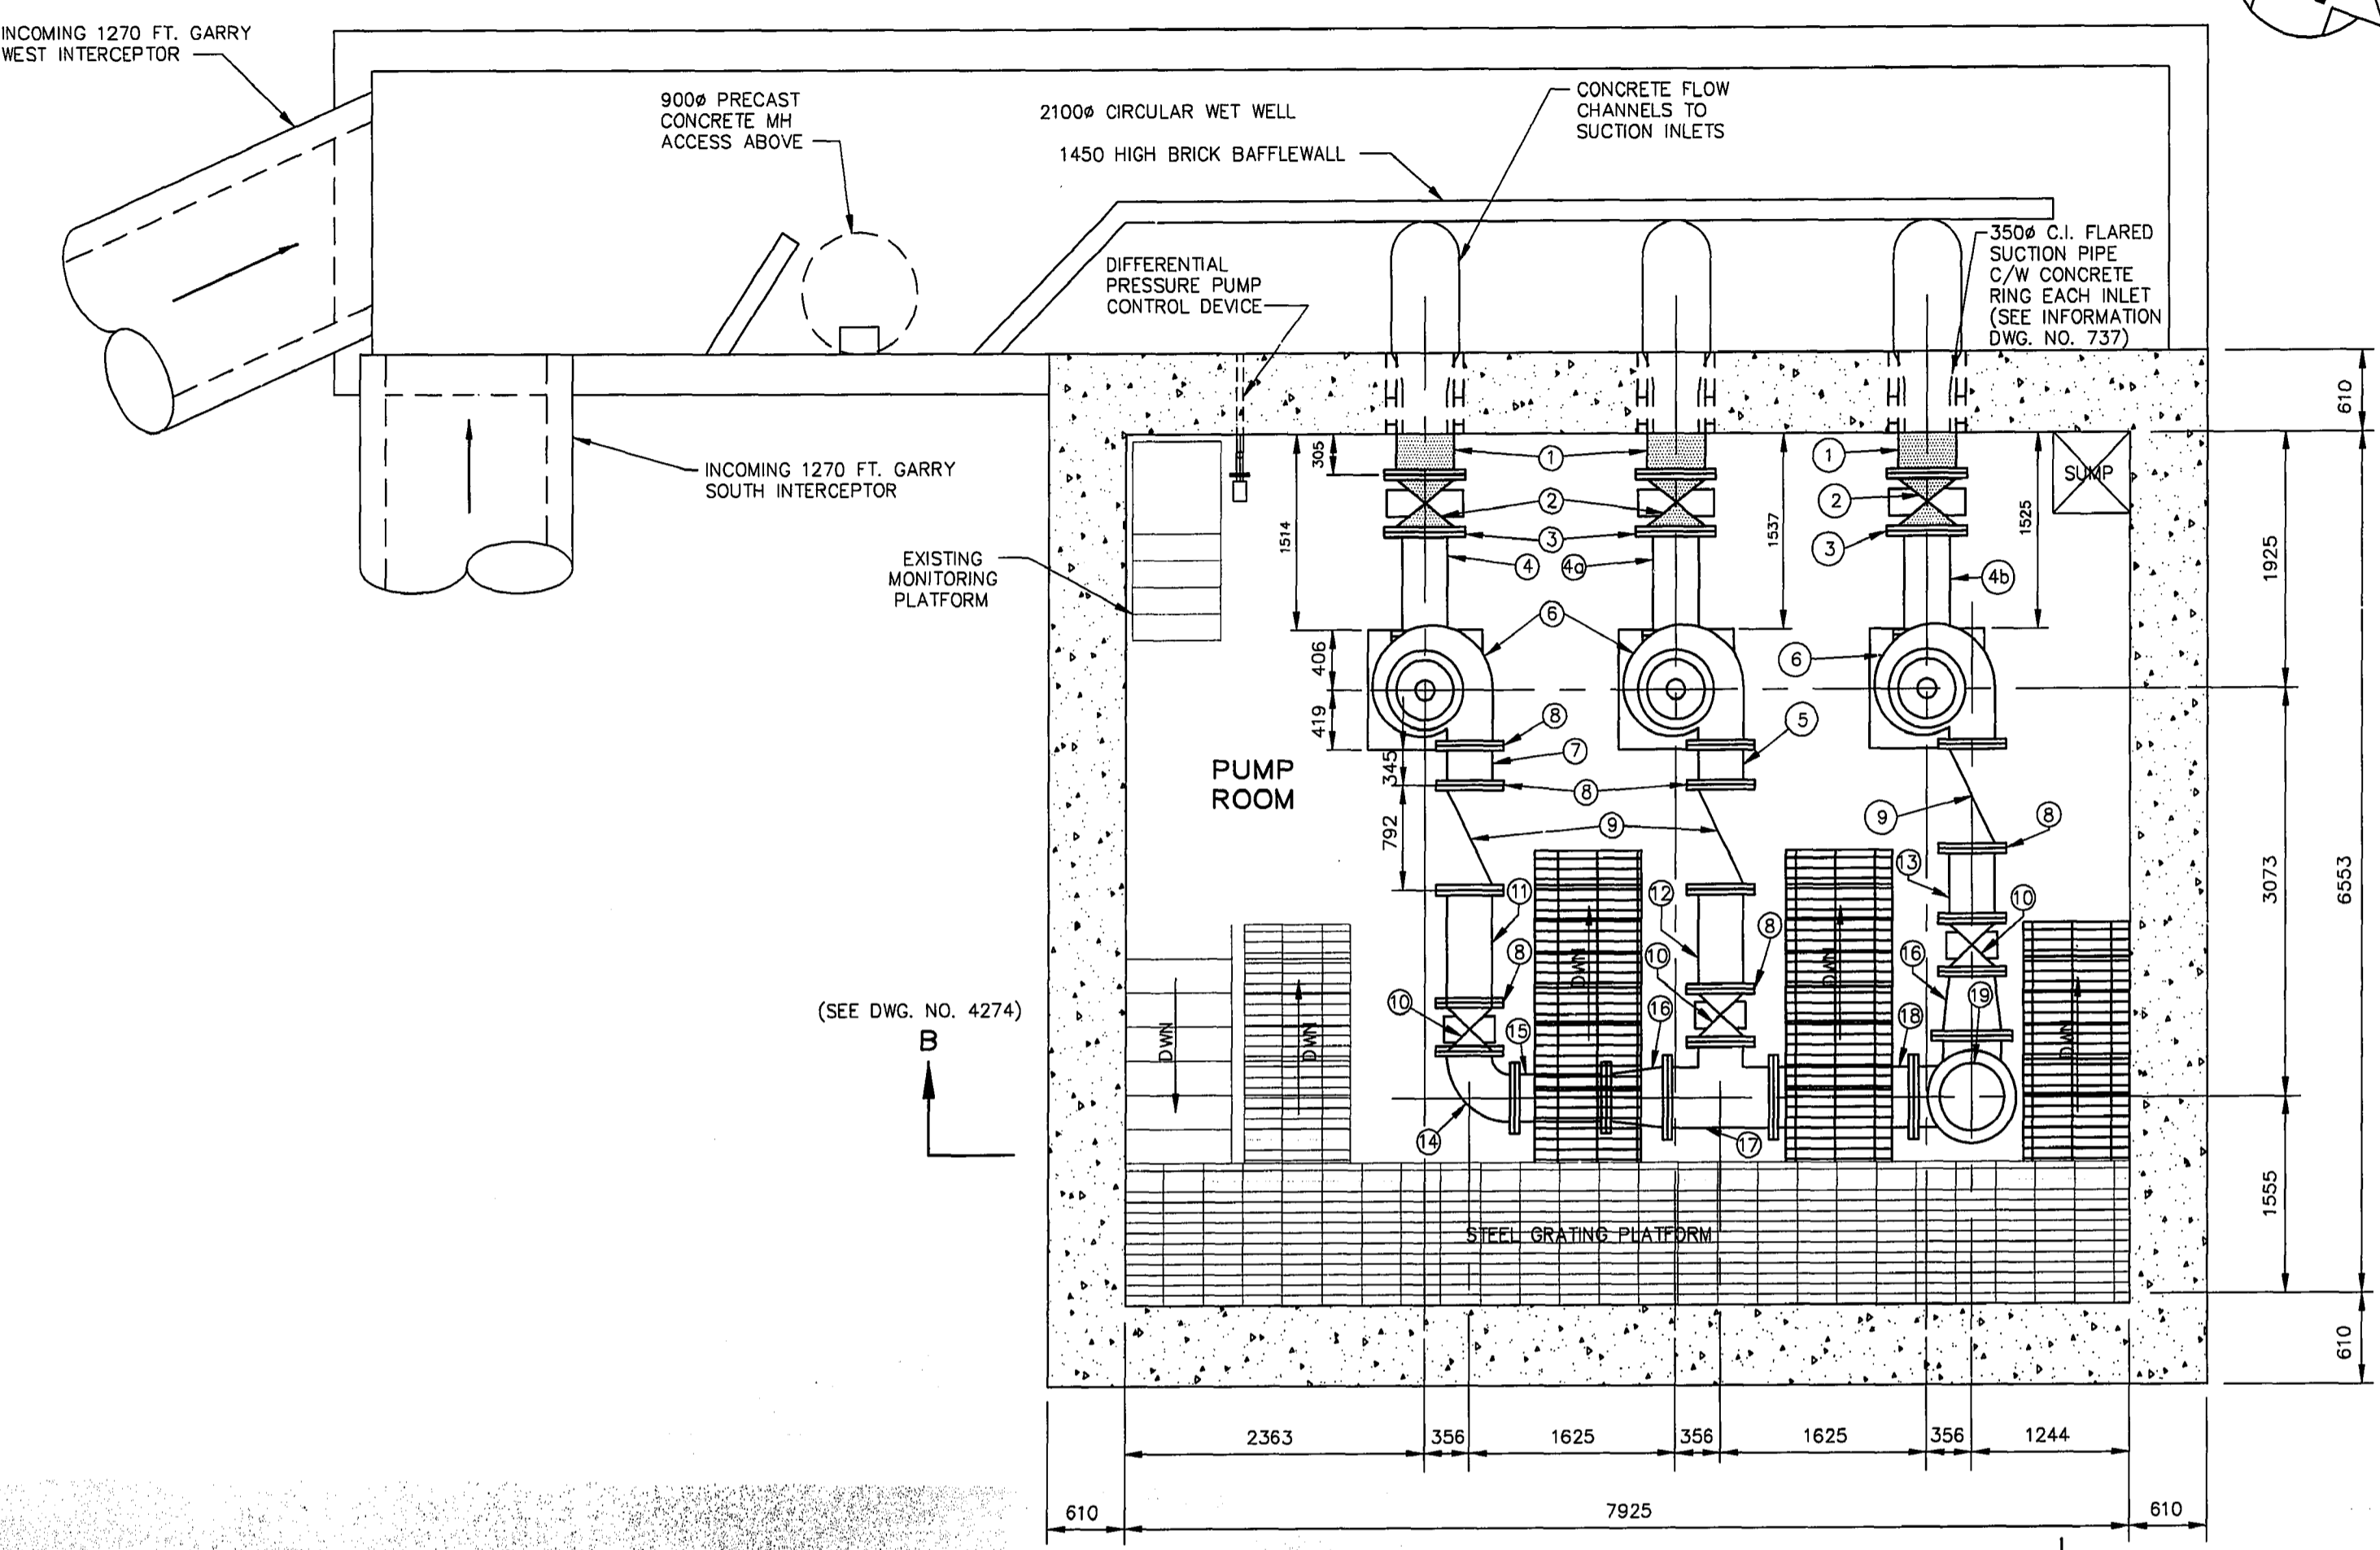 INCOMING 1270 FT. GARRY
WEST INTERCEPTOR
900ø PRECAST
CONCRETE MH
ACCESS ABOVE
2100ø CIRCULAR WET WELL
1450 HIGH BRICK BAFFLEWALL
CONCRETE FLOW
CHANNELS TO
SUCTION INLETS
DIFFERENTIAL
PRESSURE PUMP
CONTROL DEVICE
350ø C.I. FLARED
SUCTION PIPE
C/W CONCRETE
RING EACH INLET
(SEE INFORMATION
DWG. NO. 737)
INCOMING 1270 FT. GARRY
SOUTH INTERCEPTOR
EXISTING
MONITORING
PLATFORM
SUMP
305
1514
1537
1525
1
1
2
2
3
3
4
4a
4b
6
6
406
419
345
792
8
7
5
8
9
9
8
PUMP
ROOM
11
12
13
10
8
8
10
10
16
19
10
15
16
18
14
17
DWN
DWN
DWN
DWN
DWN
STEEL GRATING PLATFORM
(SEE DWG. NO. 4274)
B
610
1925
3073
6553
1555
610
2363
356
1625
356
1625
356
1244
610
7925
610